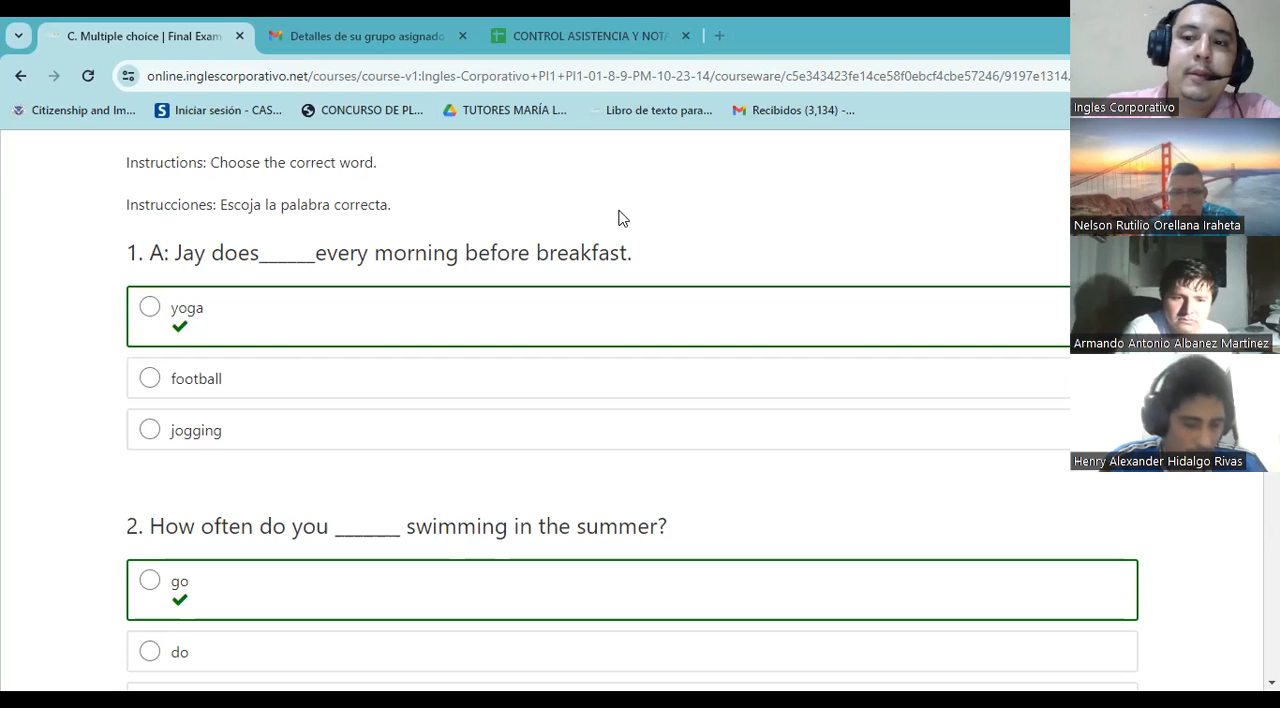 C. Multiple choice | Final Exam
Detalles de su grupo asignado
CONTROL ASISTENCIA Y NOTA
online.inglescorporativo.net/courses/course-v1:Ingles-Corporativo+PI1+PI1-01-8-9-PM-10-23-14/courseware/c5e343423fe14ce58f0ebcf4cbe57246/9197e1314.
Citizenship and Im...
S Iniciar sesión - CAS...
CONCURSO DE PL...
TUTORES MARÍA L...
Libro de texto para...
Recibidos (3,134) -...
Instructions: Choose the correct word.
Instrucciones: Escoja la palabra correcta.
1. A: Jay does______every morning before breakfast.
yoga
football
jogging
2. How often do you _______ swimming in the summer?
go
do
Ingles Corporativo
Nelson Rutilio Orellana Iraheta
Armando Antonio Albanez Martinez
Henry Alexander Hidalgo Rivas